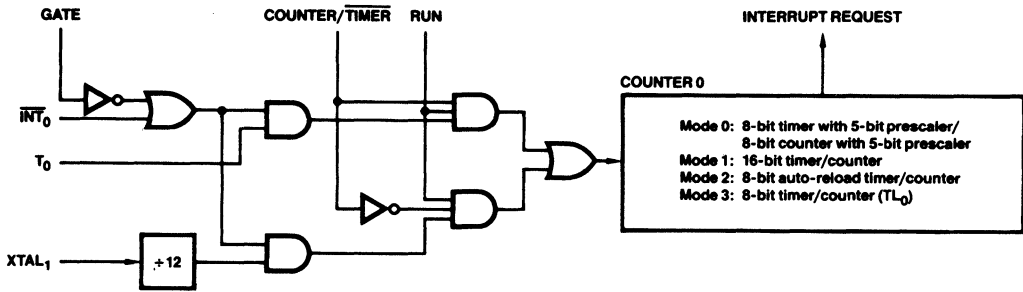 GATE
COUNTER/TIMER
RUN
INTERRUPT REQUEST
COUNTER 0
INT0
T0
XTAL1
÷12
Mode 0: 8-bit timer with 5-bit prescaler/
8-bit counter with 5-bit prescaler
Mode 1: 16-bit timer/counter
Mode 2: 8-bit auto-reload timer/counter
Mode 3: 8-bit timer/counter (TL0)